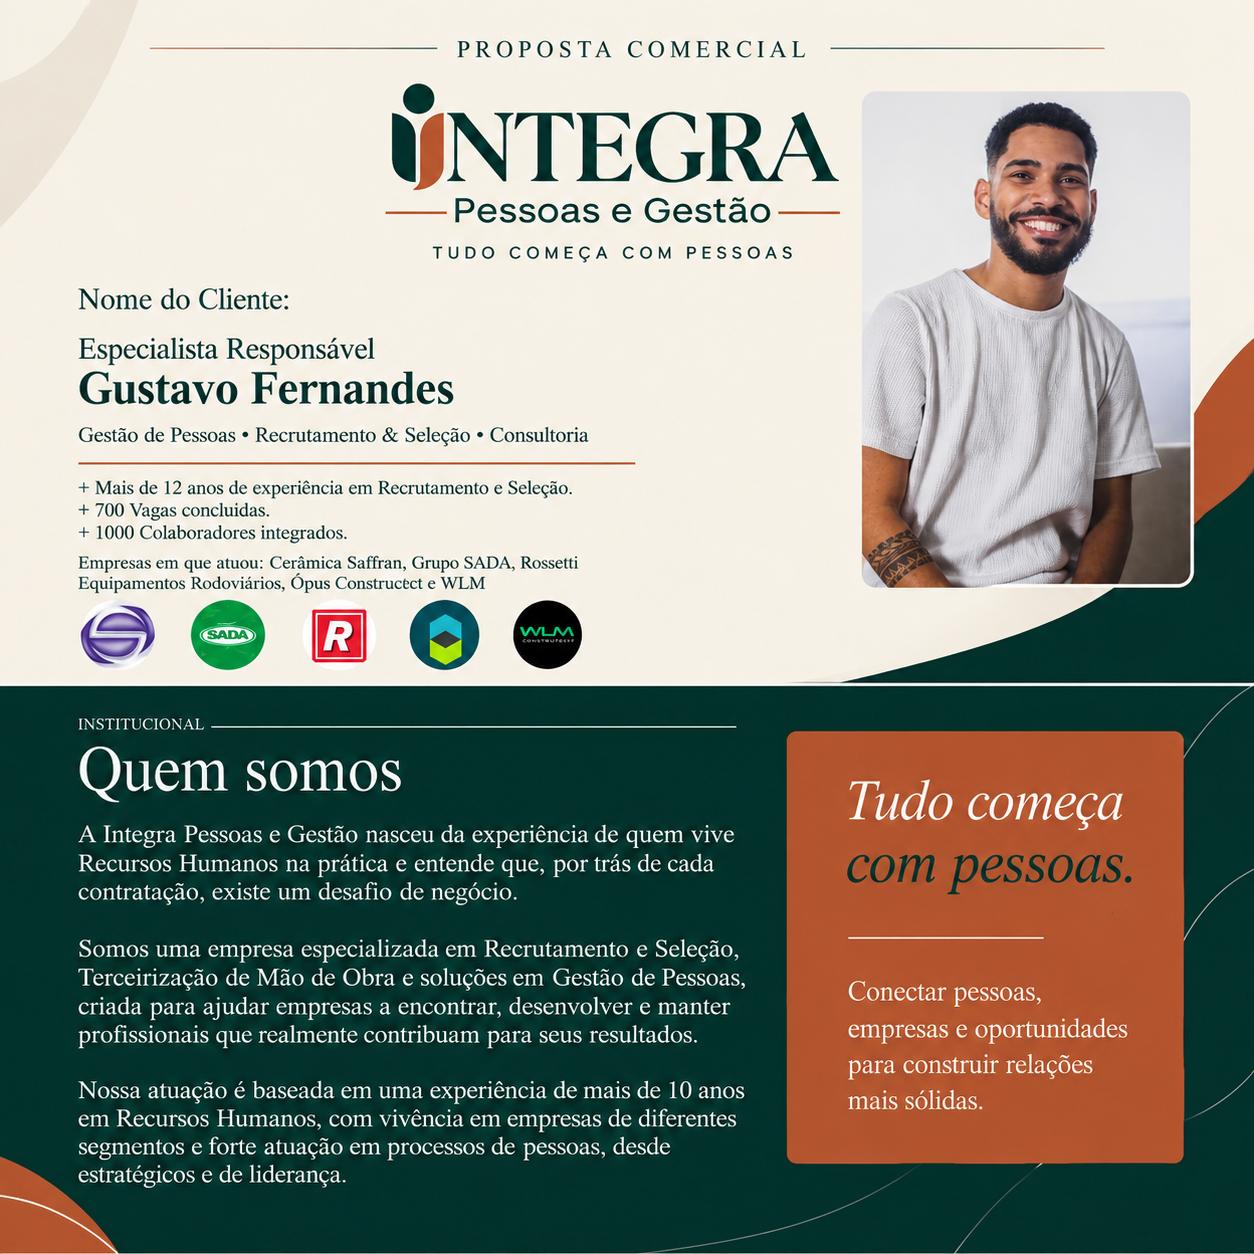 PROPOSTA COMERCIAL
iNTEGRA
Pessoas e Gestão
TUDO COMEÇA COM PESSOAS
Nome do Cliente:
Especialista Responsável
Gustavo Fernandes
Gestão de Pessoas • Recrutamento & Seleção • Consultoria
+ Mais de 12 anos de experiência em Recrutamento e Seleção.
+ 700 Vagas concluidas.
+ 1000 Colaboradores integrados.
Empresas em que atuou: Cerâmica Saffran, Grupo SADA, Rossetti
Equipamentos Rodoviários, Ópus Constructect e WLM
SADA
R
WLM
INSTITUCIONAL
Quem somos
A Integra Pessoas e Gestão nasceu da experiência de quem vive
Recursos Humanos na prática e entende que, por trás de cada
contratação, existe um desafio de negócio.
Somos uma empresa especializada em Recrutamento e Seleção,
Terceirização de Mão de Obra e soluções em Gestão de Pessoas,
criada para ajudar empresas a encontrar, desenvolver e manter
profissionais que realmente contribuam para seus resultados.
Nossa atuação é baseada em uma experiência de mais de 10 anos
em Recursos Humanos, com vivência em empresas de diferentes
segmentos e forte atuação em processos de pessoas, desde
estratégicos e de liderança.
Tudo começa
com pessoas.
Conectar pessoas,
empresas e oportunidades
para construir relações
mais sólidas.